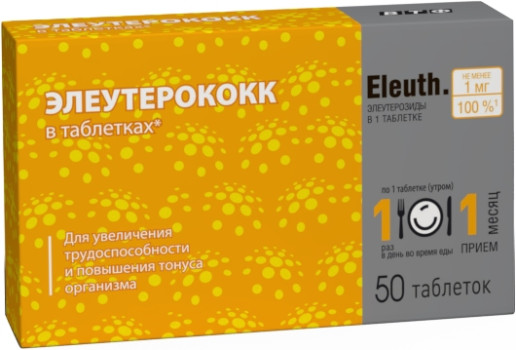 ЭЛЕУТЕРОКОКК
в таблетках*
Для увеличения
трудоспособности
и повышения тонуса
организма
Eleuth.
ЭЛЕУТЕРОЗИДЫ
В 1 ТАБЛЕТКЕ
НЕ МЕНЕЕ
1 мг
100 %¹
по 1 таблетке (утром)
1 1 месяц
раз
в день во время еды ПРИЕМ
50 таблеток